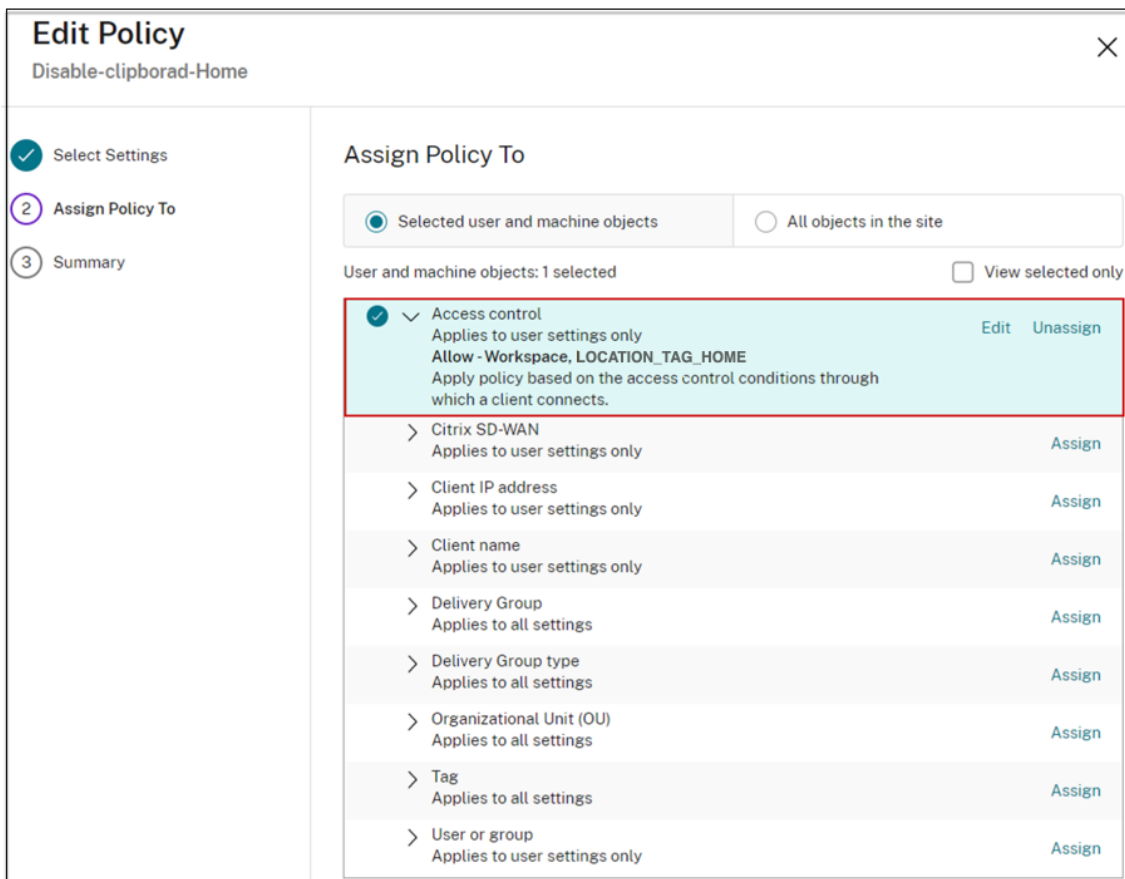 Edit Policy
Disable-clipborad-Home
Select Settings
2 Assign Policy To
3 Summary
Assign Policy To
Selected user and machine objects
All objects in the site
User and machine objects: 1 selected
View selected only
Access control
Applies to user settings only
Allow - Workspace, LOCATION_TAG_HOME
Apply policy based on the access control conditions through
which a client connects.
Edit Unassign
Citrix SD-WAN
Applies to user settings only
Assign
Client IP address
Applies to user settings only
Assign
Client name
Applies to user settings only
Assign
Delivery Group
Applies to all settings
Assign
Delivery Group type
Applies to all settings
Assign
Organizational Unit (OU)
Applies to all settings
Assign
Tag
Applies to all settings
Assign
User or group
Applies to user settings only
Assign